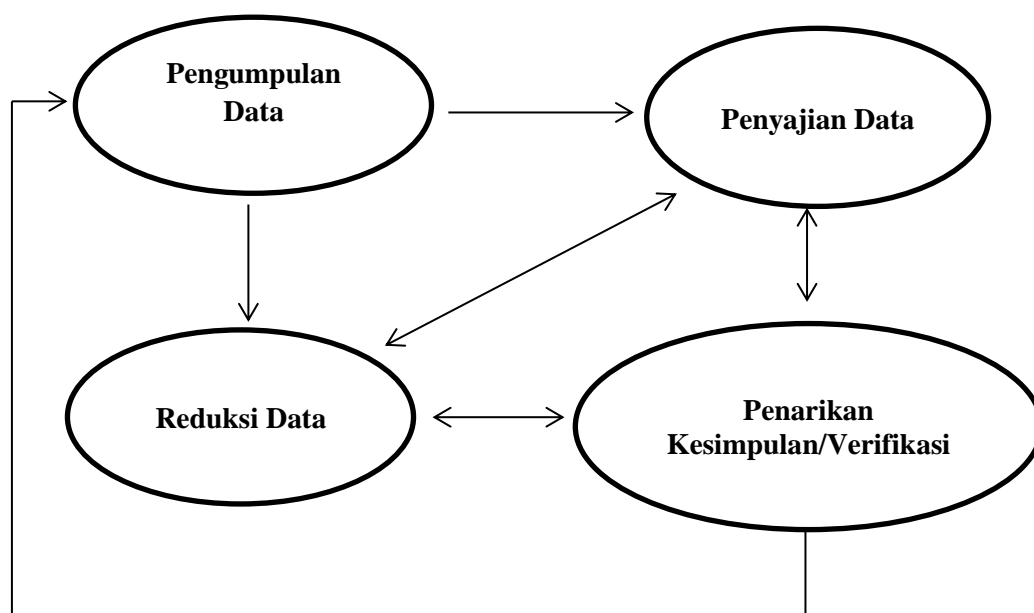 Pengumpulan
Data
Penyajian Data
Reduksi Data
Penarikan
Kesimpulan/Verifikasi